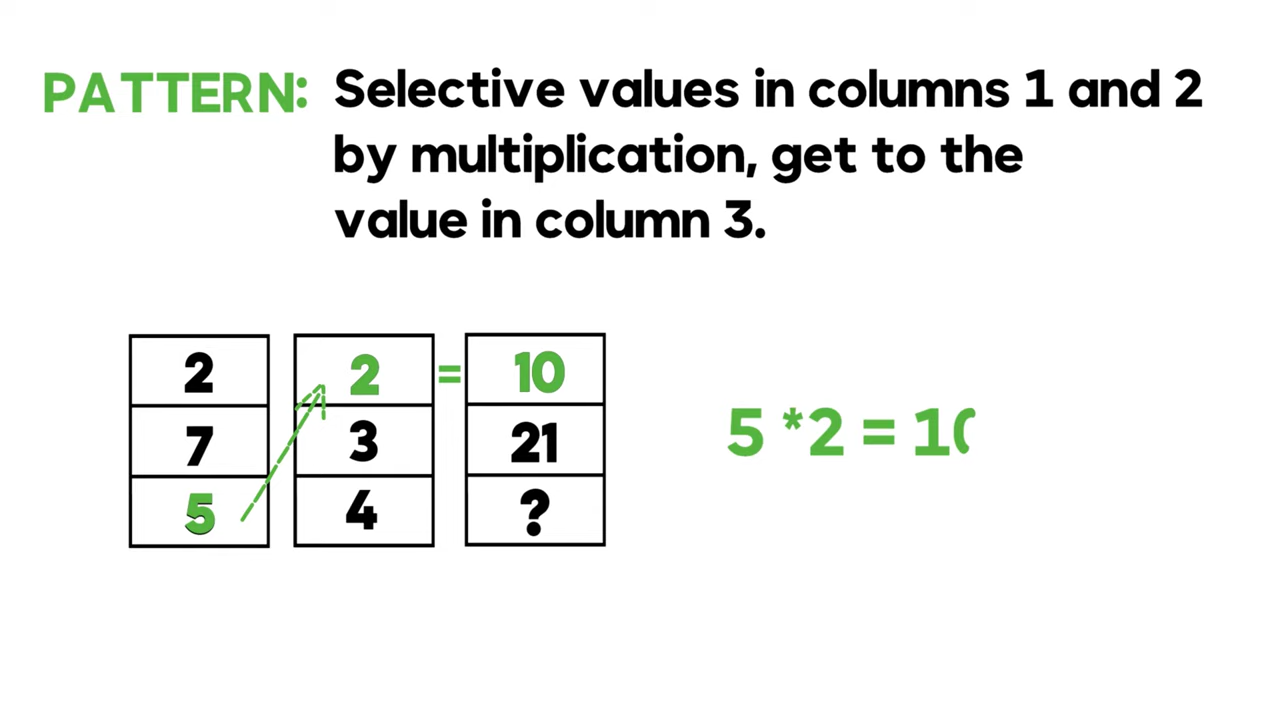 PATTERN: Selective values in columns 1 and 2
by multiplication, get to the
value in column 3.
2 2 = 10
7 3 21
5 4 ?
5 *2 = 10